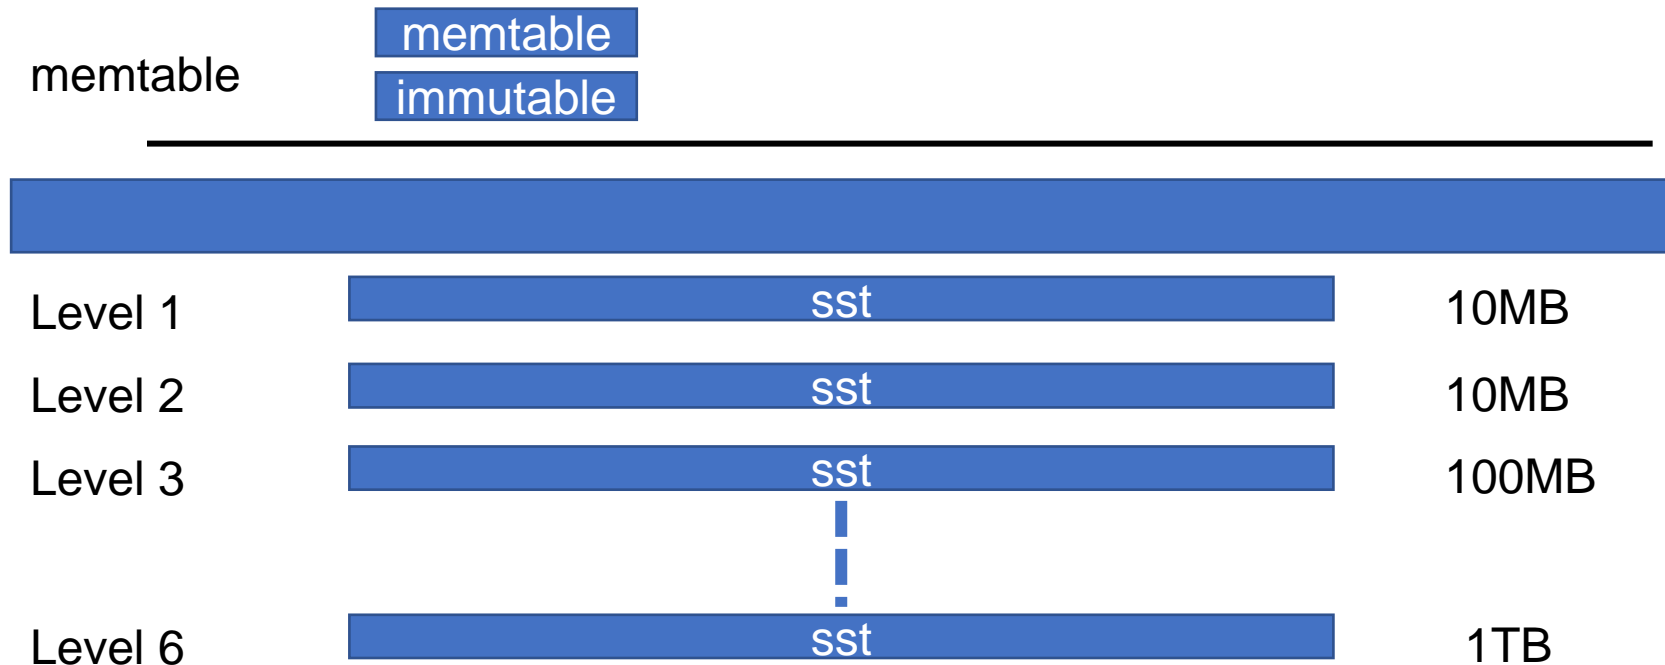 memtable
memtable
immutable
Level 1 sst 10MB
Level 2 sst 10MB
Level 3 sst 100MB
Level 6 sst 1TB